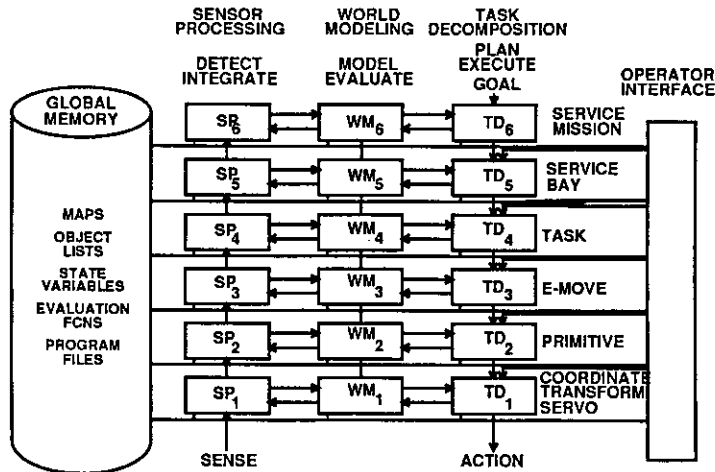 SENSOR PROCESSING
WORLD MODELING
TASK DECOMPOSITION
DETECT INTEGRATE
MODEL EVALUATE
PLAN EXECUTE
GOAL
OPERATOR INTERFACE
GLOBAL MEMORY
MAPS
OBJECT LISTS
STATE VARIABLES
EVALUATION FCNS
PROGRAM FILES
SP6 WM6 TD6 SERVICE MISSION
SP5 WM5 TD5 SERVICE BAY
SP4 WM4 TD4 TASK
SP3 WM3 TD3 E-MOVE
SP2 WM2 TD2 PRIMITIVE
SP1 WM1 TD1 COORDINATE TRANSFORM SERVO
SENSE
ACTION